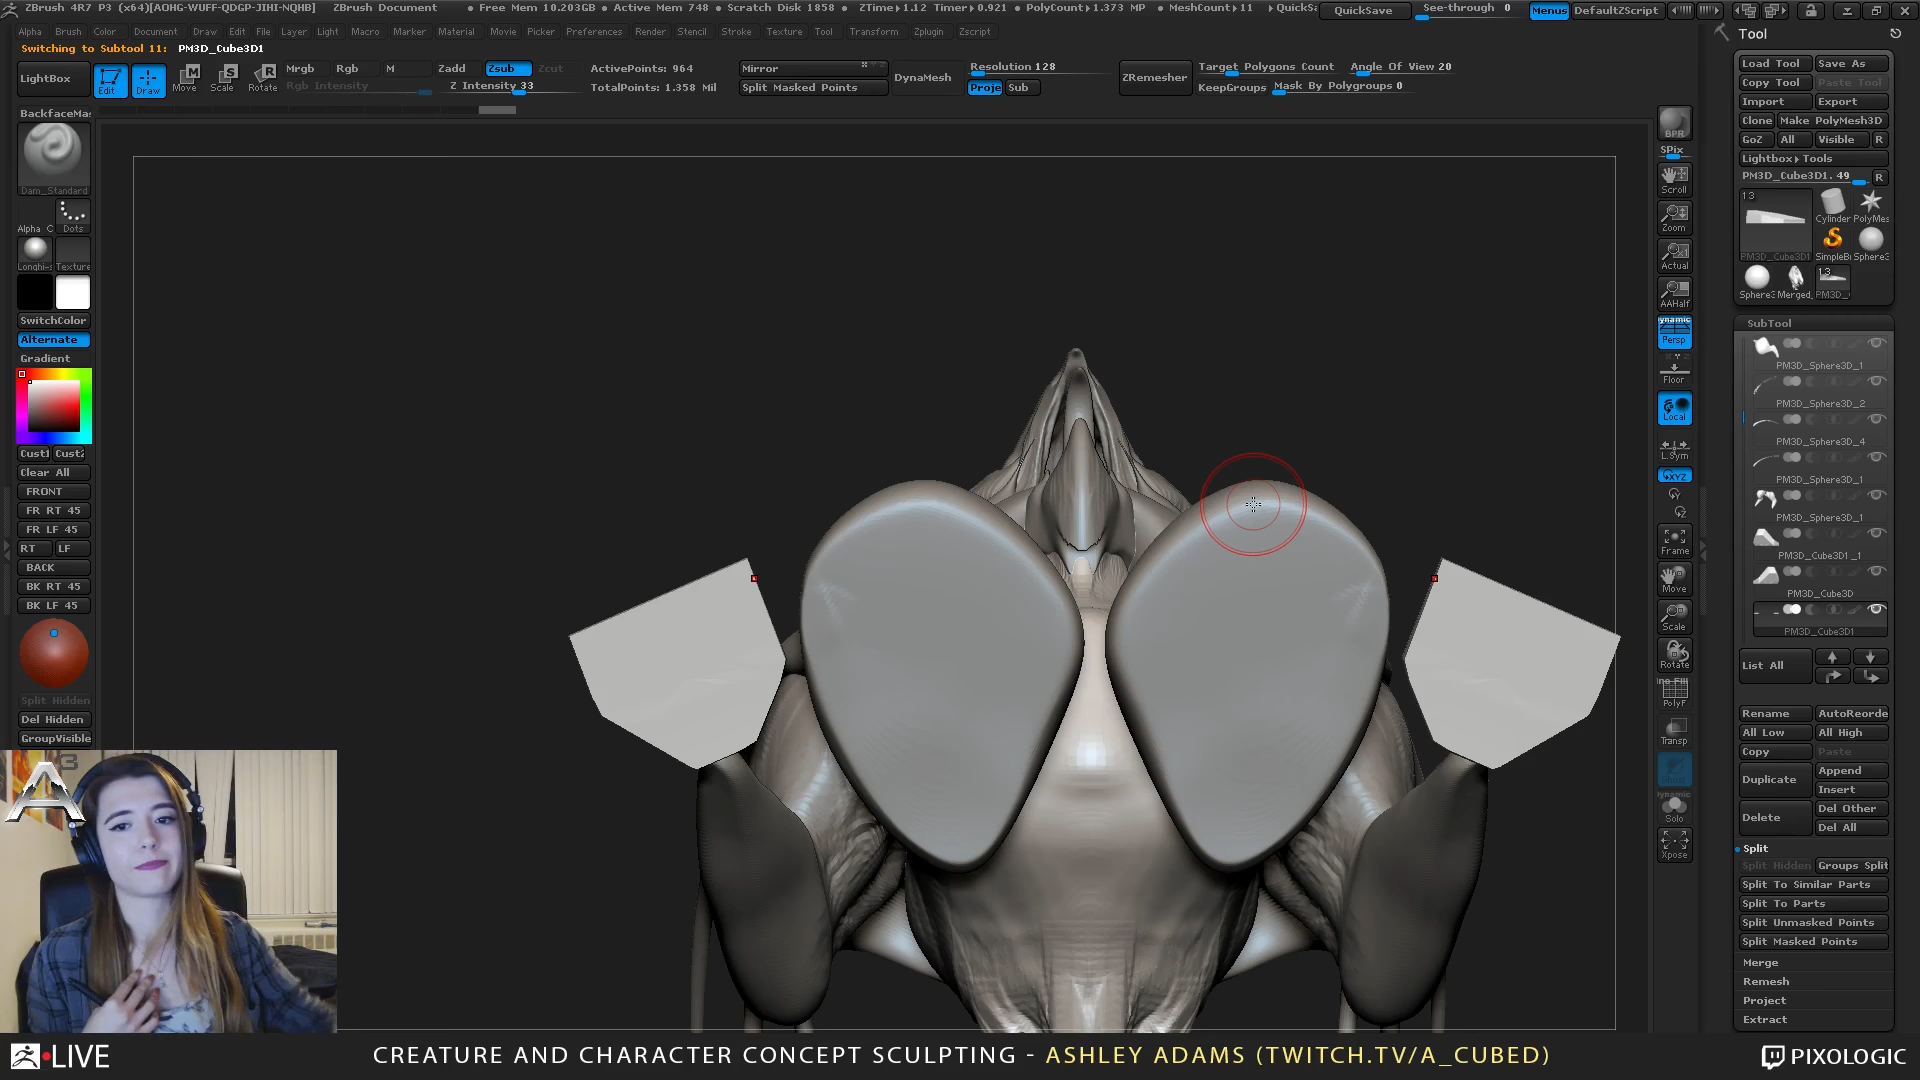 ZBrush 4R7 P3 (x64)[AOHG-WUFF-QDGP-JIHI-NQHB] ZBrush Document • Free Mem 10.203GB • Active Mem 748 • Scratch Disk 1858 • ZTime▸1.12 Timer▸0.921 • PolyCount▸1.373 MP • MeshCount▸11 QuickSave See-through 0 Menus DefaultZScript
Alpha Brush Color Document Draw Edit File Layer Light Macro Marker Material Movie Picker Preferences Render Stencil Stroke Texture Tool Transform Zplugin Zscript
Switching to Subtool 11: PM3D_Cube3D1
LightBox Edit Draw Move Scale Rotate
Mrgb Rgb M Zadd Zsub Zcut
Rgb Intensity Z Intensity 33
ActivePoints: 964
TotalPoints: 1.358 Mil
Mirror
Split Masked Points
DynaMesh
Resolution 128
Proje Sub
ZRemesher
Target Polygons Count Angle Of View 20
KeepGroups Mask By Polygroups 0
BackfaceMas
Dam_Standard
Alpha Dots
Texture
SwitchColor
Alternate
Gradient
Clear All
FRONT
FR RT 45
FR LF 45
RT LF
BACK
BK RT 45
BK LF 45
Split Hidden
Del Hidden
GroupVisible
BPR
SPix
Scroll
Zoom
Actual
AAHalf
Persp
Floor
Local
L.Sym
Frame
Move
Scale
Rotate
PolyF
Transp
Solo
Xpose
Tool
Load Tool Save As
Copy Tool Paste Tool
Import Export
Clone Make PolyMesh3D
GoZ All Visible R
Lightbox▸Tools
PM3D_Cube3D1. 49 R
13
Cylinder PolyMes
PM3D_Cube3D1 SimpleB Sphere3
Sphere3 Merged_ PM3D_
SubTool
PM3D_Sphere3D_1
PM3D_Sphere3D_2
PM3D_Sphere3D_4
PM3D_Sphere3D_1
PM3D_Sphere3D_1
PM3D_Cube3D1_1
PM3D_Cube3D
PM3D_Cube3D1
List All
Rename AutoReorde
All Low All High
Copy Paste
Duplicate Append
Insert
Delete Del Other
Del All
Split
Split Hidden Groups Split
Split To Similar Parts
Split To Parts
Split Unmasked Points
Split Masked Points
Merge
Remesh
Project
Extract
LIVE
CREATURE AND CHARACTER CONCEPT SCULPTING - ASHLEY ADAMS (TWITCH.TV/A_CUBED)
PIXOLOGIC